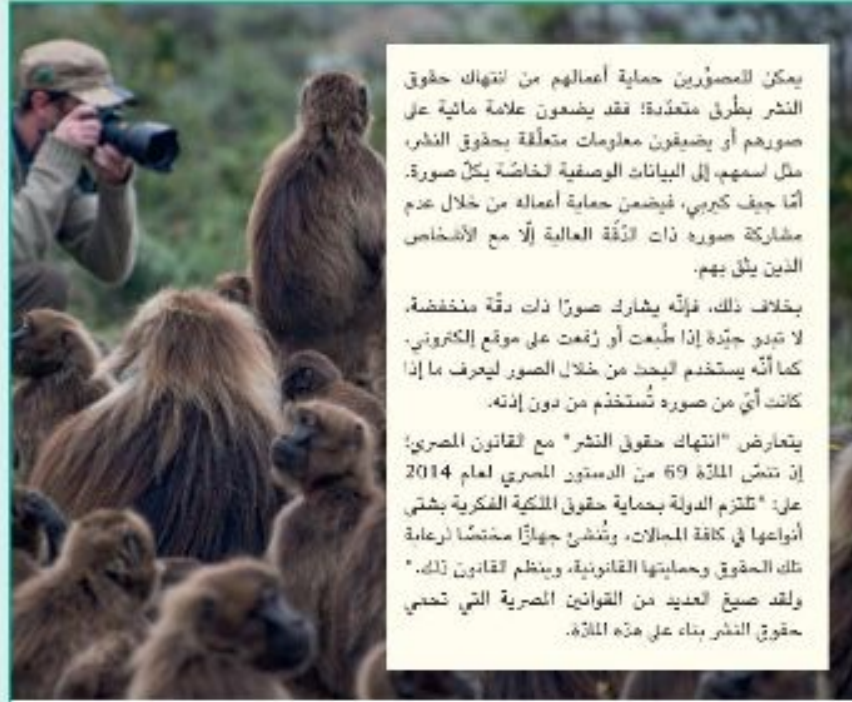 يمكن للمصوِّرين حماية أعمالهم من انتهاك حقوق
النشر بطُرق متعدّدة؛ فقد يضعون علامة مائية على
صورهم أو يضيفون معلومات متعلّقة بحقوق النشر،
مثل اسمهم، إلى البيانات الوصفية الخاصّة بكلّ صورة.
أمّا جيف كيربي، فيضمن حماية أعماله من خلال عدم
مشاركة صوره ذات الدّقّة العالية إلّا مع الأشخاص
الذين يثق بهم.
بخلاف ذلك، فإنّه يشارك صورًا ذات دقّة منخفضة،
لا تبدو جيّدة إذا طُبعت أو رُفعت على موقع إلكتروني.
كما أنّه يستخدم البحث من خلال الصور ليعرف ما إذا
كانت أيّ من صوره تُستخدَم من دون إذنه.
يتعارض "انتهاك حقوق النشر" مع القانون المصري؛
إذ تنصّ المادّة 69 من الدستور المصري لعام 2014
على: "تلتزم الدولة بحماية حقوق الملكية الفكرية بشتى
أنواعها في كافة المجالات، وتُنشئ جهازًا مختصًا لرعاية
تلك الحقوق وحمايتها القانونية، وينظم القانون ذلك."
ولقد صيغ العديد من القوانين المصرية التي تحمي
حقوق النشر بناء على هذه المادّة.